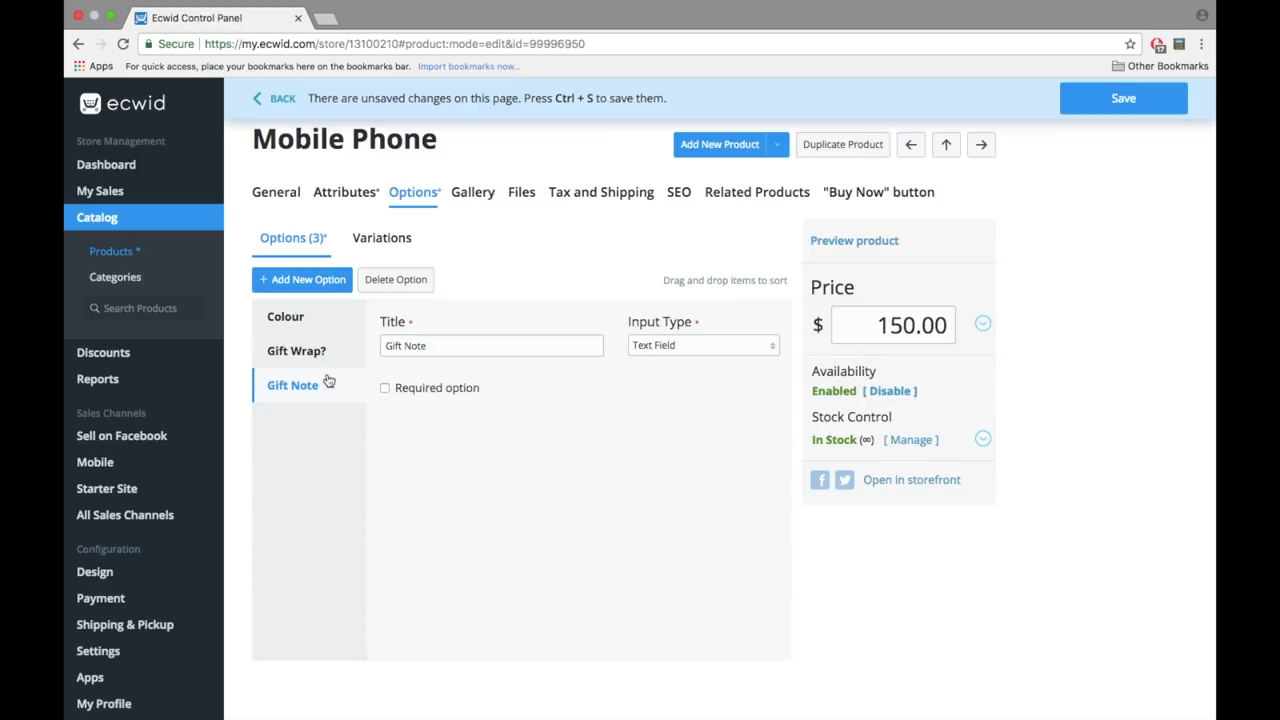 Ecwid Control Panel
Secure
https://my.ecwid.com/store/13100210#product:mode=edit&id=99996950
17
Apps
For quick access, place your bookmarks here on the bookmarks bar.
Import bookmarks now...
Other Bookmarks
ecwid
BACK
There are unsaved changes on this page. Press Ctrl + S to save them.
Save
Store Management
Dashboard
My Sales
Catalog
Products *
Categories
Search Products
Discounts
Reports
Sales Channels
Sell on Facebook
Mobile
Starter Site
All Sales Channels
Configuration
Design
Payment
Shipping & Pickup
Settings
Apps
My Profile
Mobile Phone
Add New Product
Duplicate Product
General
Attributes*
Options*
Gallery
Files
Tax and Shipping
SEO
Related Products
"Buy Now" button
Options (3)*
Variations
+ Add New Option
Delete Option
Drag and drop items to sort
Colour
Gift Wrap?
Gift Note
Title *
Gift Note
Input Type *
Text Field
Required option
Preview product
Price
$ 150.00
Availability
Enabled [ Disable ]
Stock Control
In Stock (∞) [ Manage ]
Open in storefront